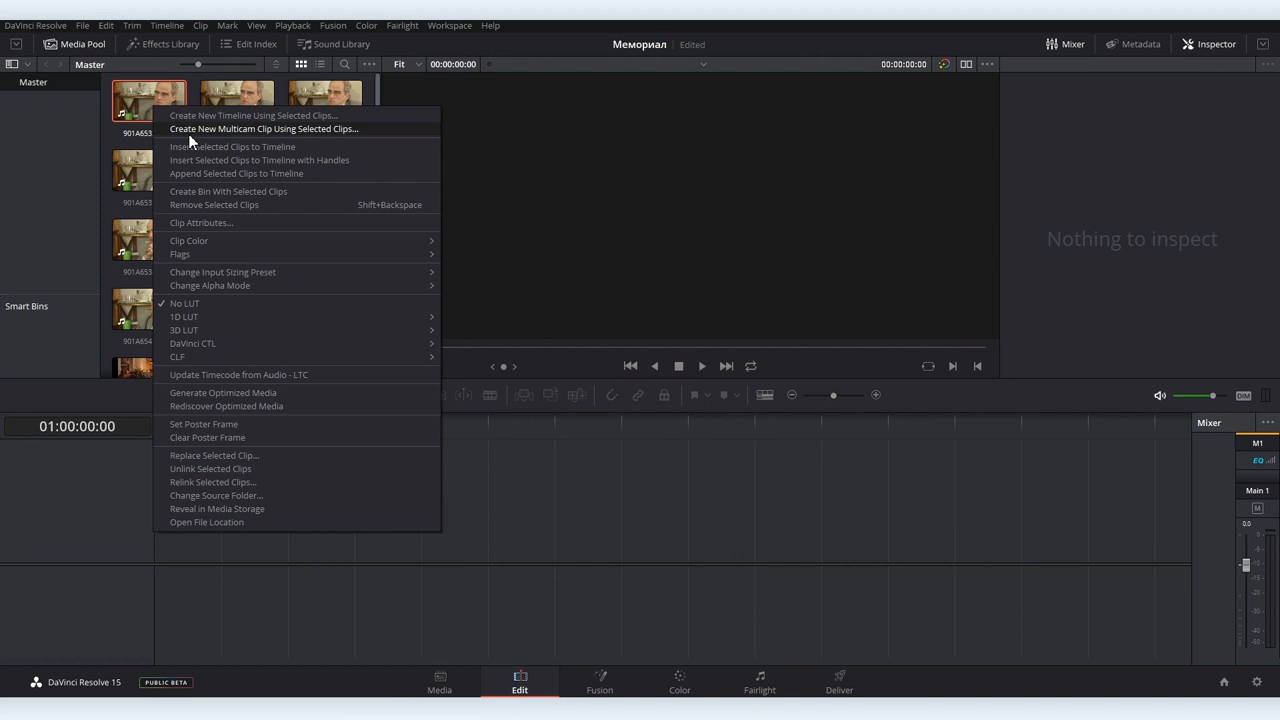 DaVinci Resolve File Edit Trim Timeline Clip Mark View Playback Fusion Color Fairlight Workspace Help
Media Pool Effects Library Edit Index Sound Library Мемориал Edited Mixer Metadata Inspector
Master Fit 00:00:00:00 00:00:00:00
Master
Create New Timeline Using Selected Clips...
901A653 Create New Multicam Clip Using Selected Clips...
Insert Selected Clips to Timeline
Insert Selected Clips to Timeline with Handles
Append Selected Clips to Timeline
Create Bin With Selected Clips
901A653 Remove Selected Clips Shift+Backspace
Clip Attributes...
Clip Color
Flags
901A653 Change Input Sizing Preset
Change Alpha Mode
Smart Bins No LUT
1D LUT
3D LUT
901A654 DaVinci CTL
CLF
Update Timecode from Audio - LTC
Generate Optimized Media
Rediscover Optimized Media
DIM
Set Poster Frame
Clear Poster Frame
01:00:00:00
Mixer
Replace Selected Clip...
Unlink Selected Clips
Relink Selected Clips...
Change Source Folder...
Reveal in Media Storage
Open File Location
Nothing to inspect
M1
EQ
Main 1
M
0.0
DaVinci Resolve 15 PUBLIC BETA Media Edit Fusion Color Fairlight Deliver